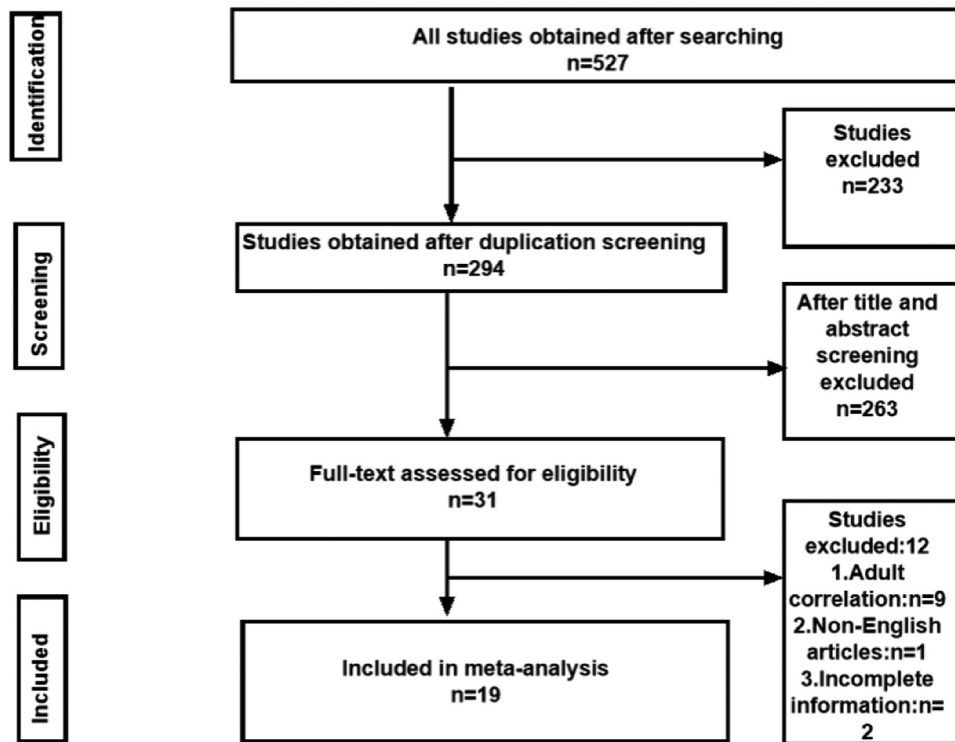 Identification
All studies obtained after searching
n=527
Studies
excluded
n=233
Screening
Studies obtained after duplication screening
n=294
After title and
abstract
screening
excluded
n=263
Eligibility
Full-text assessed for eligibility
n=31
Studies
excluded:12
1.Adult
correlation:n=9
2.Non-English
articles:n=1
3.Incomplete
information:n=
2
Included
Included in meta-analysis
n=19